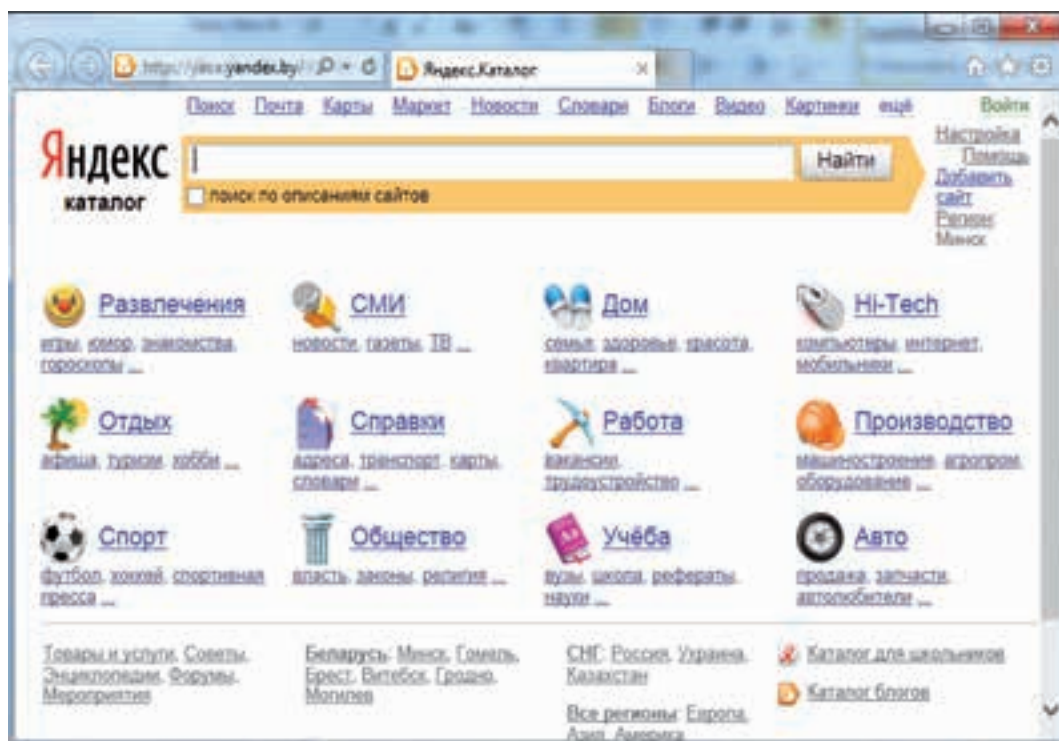 yandex.by
Яндекс.Каталог
Поиск Почта Карты Маркет Новости Словари Блоги Видео Картинки ещё Войти
Яндекс
каталог
Найти
поиск по описаниям сайтов
Настройка
Помощь
Добавить
сайт
Регион:
Минск
Развлечения
игры, юмор, знакомства,
гороскопы ...
СМИ
новости, газеты, ТВ ...
Дом
семья, здоровье, красота,
квартира ...
Hi-Tech
компьютеры, интернет,
мобильники ...
Отдых
афиша, туризм, хобби ...
Справки
адреса, транспорт, карты,
словари ...
Работа
вакансии,
трудоустройство ...
Производство
машиностроение, агропром,
оборудование ...
Спорт
футбол, хоккей, спортивная
пресса ...
Общество
власть, законы, религия ...
Учёба
вузы, школа, рефераты,
науки ...
Авто
продажа, запчасти,
автолюбители ...
Товары и услуги, Советы,
Энциклопедии, Форумы,
Мероприятия
Беларусь: Минск, Гомель,
Брест, Витебск, Гродно,
Могилев
СНГ: Россия, Украина,
Казахстан
Все регионы: Европа,
Азия, Америка
Каталог для школьников
Каталог блогов